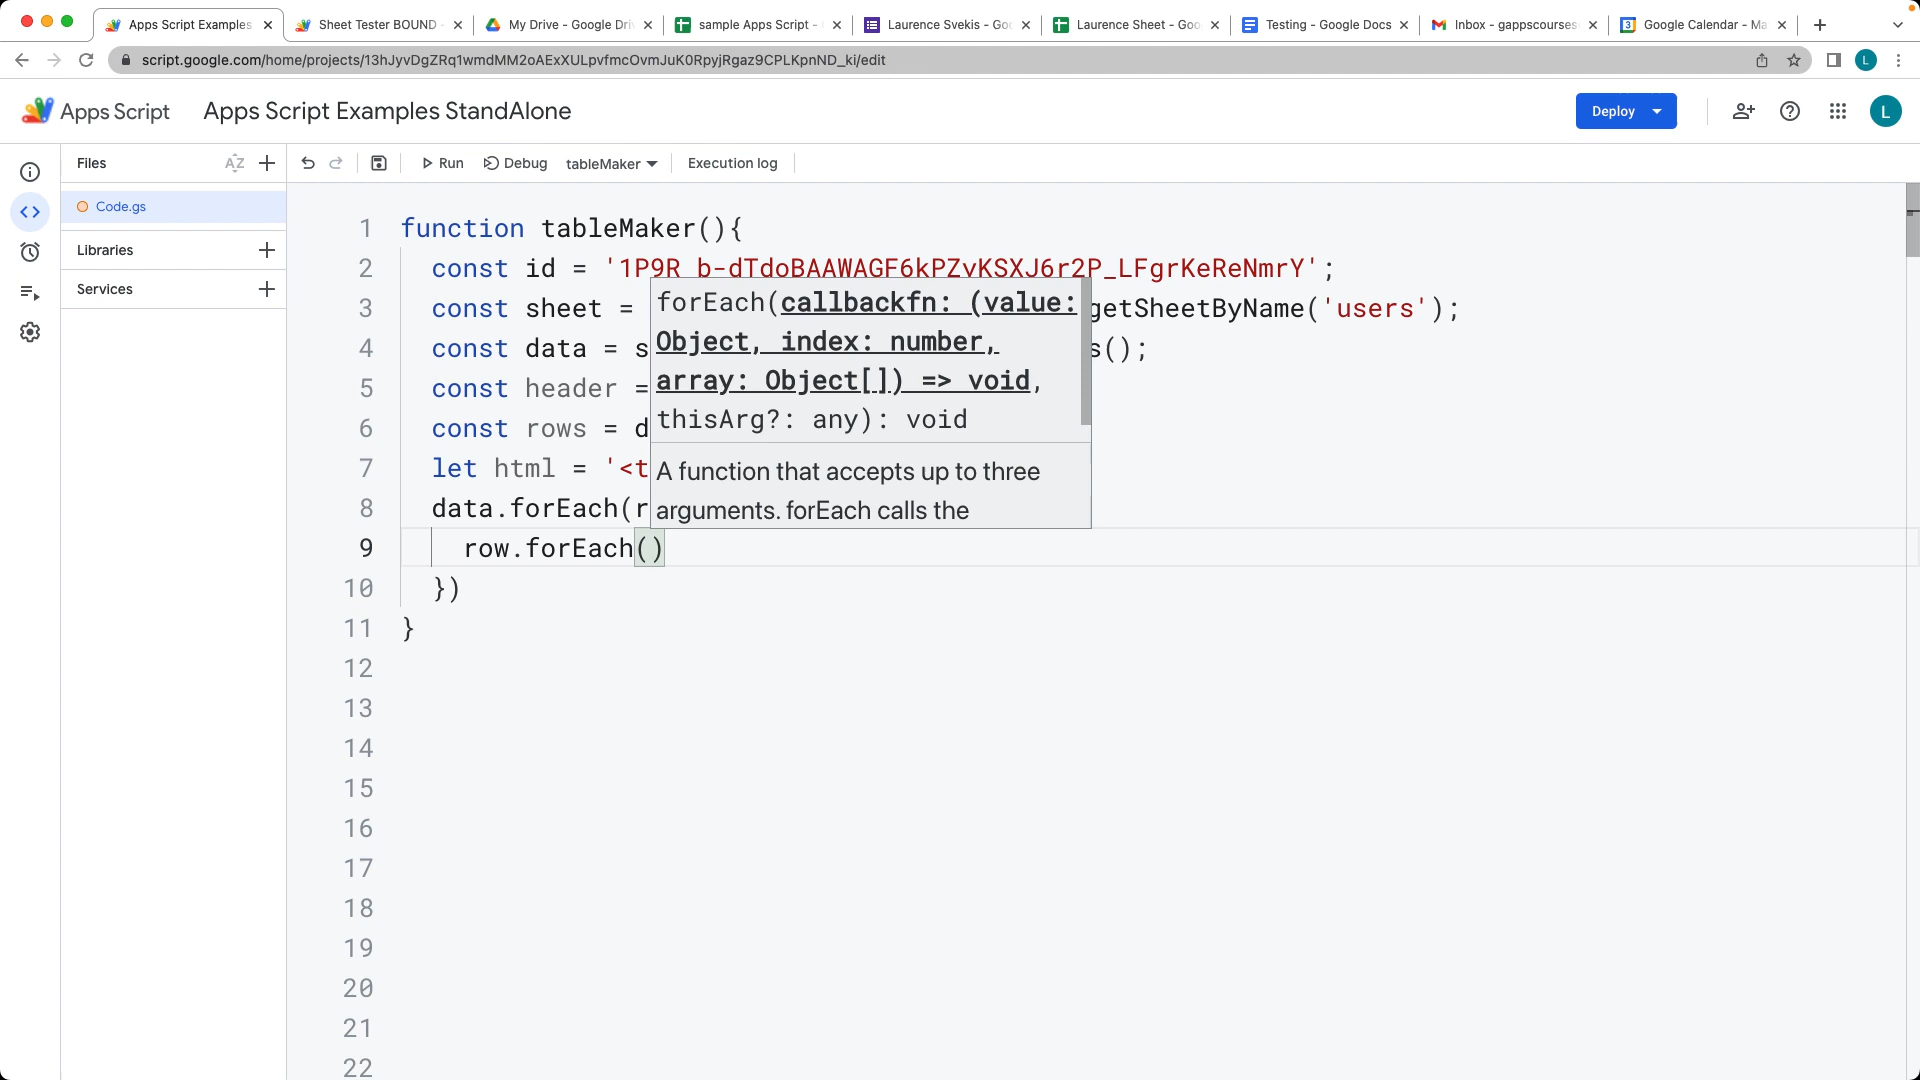 Apps Script Examples
Sheet Tester BOUND -
My Drive - Google Dri
sample Apps Script -
Laurence Svekis - Goo
Laurence Sheet - Goo
Testing - Google Docs
Inbox - gappscourses
Google Calendar - Ma
script.google.com/home/projects/13hJyvDgZRq1wmdMM2oAExXULpvfmcOvmJuK0RpyjRgaz9CPLKpnND_ki/edit
L
Apps Script
Apps Script Examples StandAlone
Deploy
L
Files
AZ
Run
Debug
tableMaker
Execution log
Code.gs
Libraries
Services
1 function tableMaker(){
2 const id = '1P9R_b-dTdoBAAWAGF6kPZvKSXJ6r2P_LFgrKeReNmrY';
3 const sheet = getSheetByName('users');
4 const data = s s();
5 const header =
6 const rows = d
7 let html = '<t
8 data.forEach(r
9 row.forEach()
10 })
11 }
12
13
14
15
16
17
18
19
20
21
22
forEach(callbackfn: (value:
Object, index: number,
array: Object[]) => void,
thisArg?: any): void
A function that accepts up to three
arguments. forEach calls the